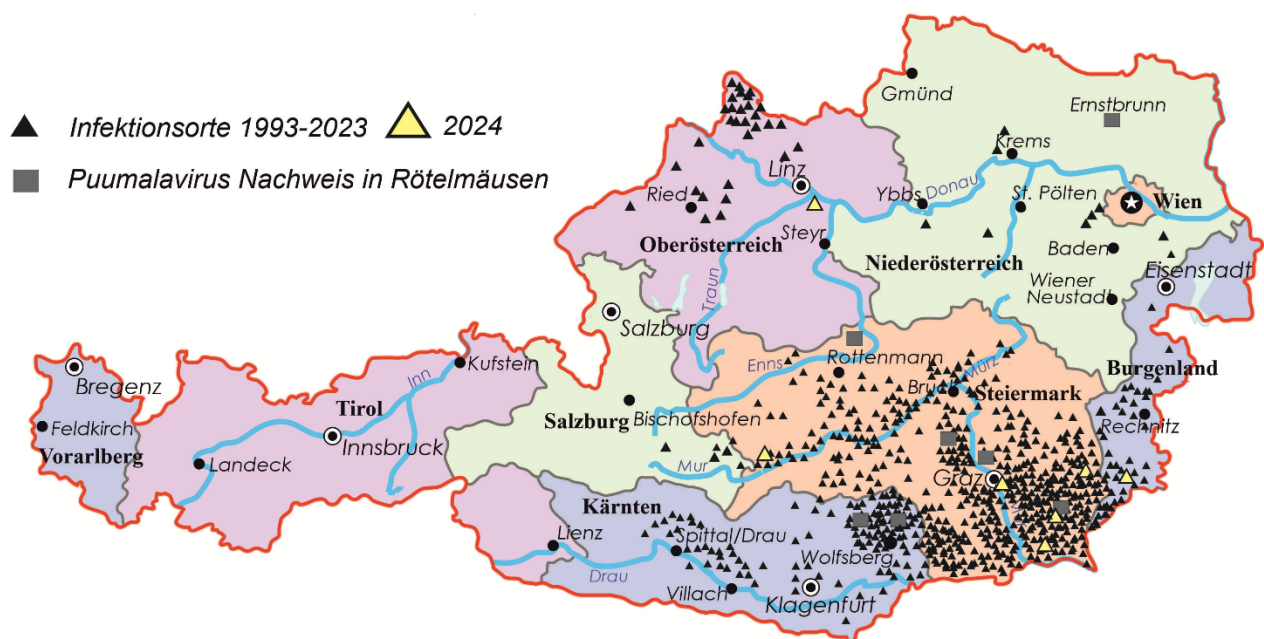 Infektionsorte 1993-2023
2024
Puumalavirus Nachweis in Rötelmäusen
Gmünd
Ernstbrunn
Krems
Linz
Ried
Ybbs
Donau
St. Pölten
Wien
Steyr
Oberösterreich
Niederösterreich
Baden
Eisenstadt
Wiener
Neustadt
Traun
Salzburg
Kufstein
Enns
Rottenmann
Mürz
Bregenz
Inn
Bruck
Steiermark
Burgenland
Tirol
Salzburg
Bischofshofen
Rechnitz
Feldkirch
Innsbruck
Vorarlberg
Landeck
Mur
Graz
Kärnten
Lienz
Spittal/Drau
Wolfsberg
Drau
Villach
Klagenfurt